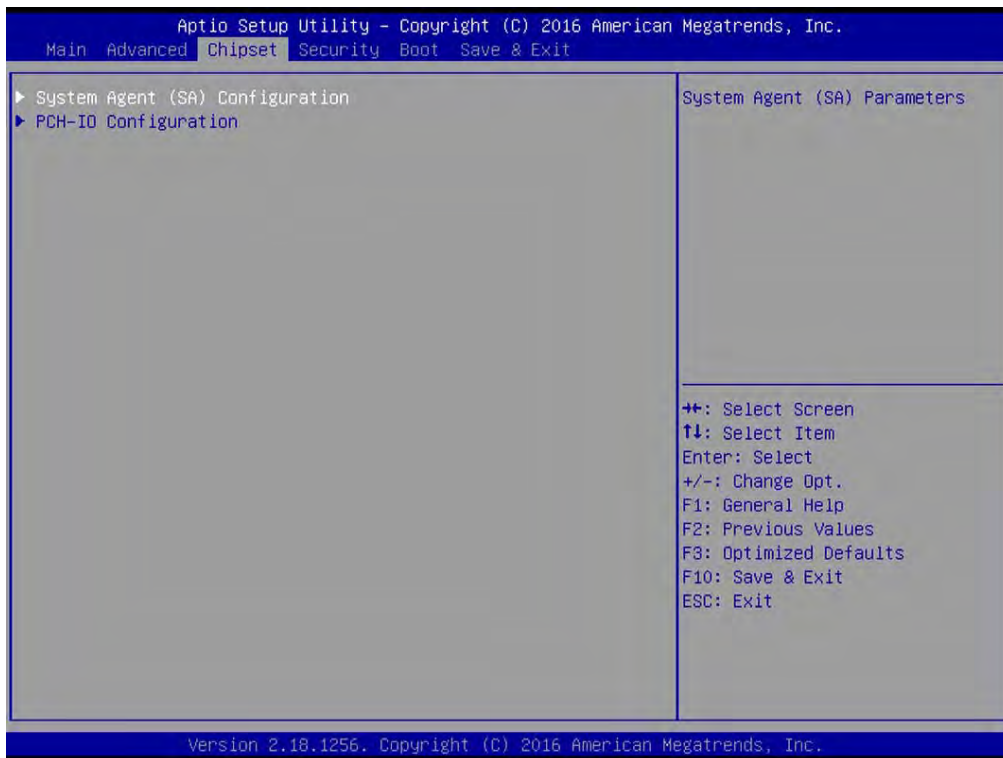 Aptio Setup Utility – Copyright (C) 2016 American Megatrends, Inc.
Main Advanced Chipset Security Boot Save & Exit
► System Agent (SA) Configuration
► PCH-IO Configuration
System Agent (SA) Parameters
→←: Select Screen
↑↓: Select Item
Enter: Select
+/-: Change Opt.
F1: General Help
F2: Previous Values
F3: Optimized Defaults
F10: Save & Exit
ESC: Exit
Version 2.18.1256. Copyright (C) 2016 American Megatrends, Inc.